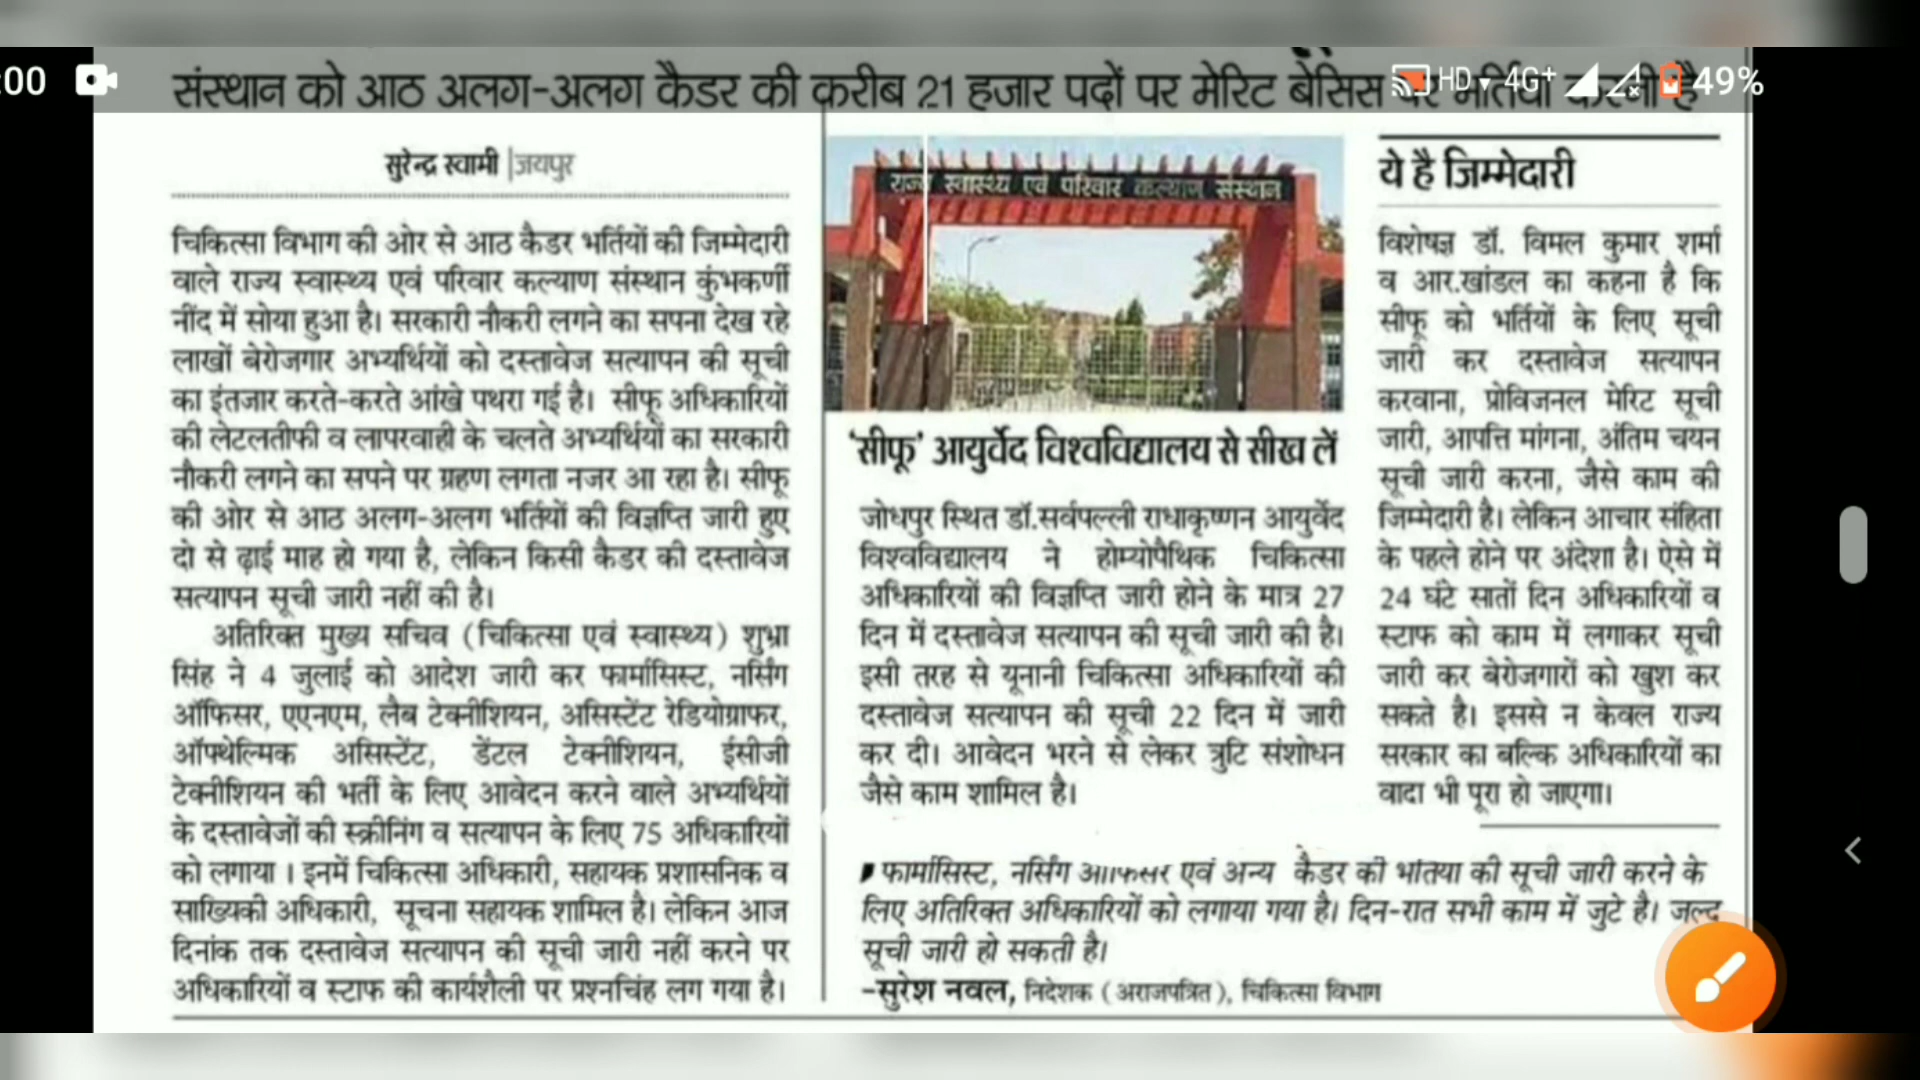 :00
HD 4G+ 49%
संस्थान को आठ अलग-अलग कैडर की करीब 21 हजार पदों पर मेरिट बेसिस पर भर्तियां करनी है
सुरेन्द्र स्वामी | जयपुर
चिकित्सा विभाग की ओर से आठ कैडर भर्तियों की जिम्मेदारी
वाले राज्य स्वास्थ्य एवं परिवार कल्याण संस्थान कुंभकर्णी
नींद में सोया हुआ है। सरकारी नौकरी लगने का सपना देख रहे
लाखों बेरोजगार अभ्यर्थियों को दस्तावेज सत्यापन की सूची
का इंतजार करते-करते आंखे पथरा गई है। सीफू अधिकारियों
की लेटलतीफी व लापरवाही के चलते अभ्यर्थियों का सरकारी
नौकरी लगने का सपने पर ग्रहण लगता नजर आ रहा है। सीफू
की ओर से आठ अलग-अलग भर्तियों की विज्ञप्ति जारी हुए
दो से ढ़ाई माह हो गया है, लेकिन किसी कैडर की दस्तावेज
सत्यापन सूची जारी नहीं की है।
अतिरिक्त मुख्य सचिव (चिकित्सा एवं स्वास्थ्य) शुभ्रा
सिंह ने 4 जुलाई को आदेश जारी कर फार्मासिस्ट, नर्सिंग
ऑफिसर, एएनएम, लैब टेक्नीशियन, असिस्टेंट रेडियोग्राफर,
ऑफ्थेल्मिक असिस्टेंट, डेंटल टेक्नीशियन, ईसीजी
टेक्नीशियन की भर्ती के लिए आवेदन करने वाले अभ्यर्थियों
के दस्तावेजों की स्क्रीनिंग व सत्यापन के लिए 75 अधिकारियों
को लगाया । इनमें चिकित्सा अधिकारी, सहायक प्रशासनिक व
साख्यिकी अधिकारी, सूचना सहायक शामिल है। लेकिन आज
दिनांक तक दस्तावेज सत्यापन की सूची जारी नहीं करने पर
अधिकारियों व स्टाफ की कार्यशैली पर प्रश्नचिंह लग गया है।
राज्य स्वास्थ्य एवं परिवार कल्याण संस्थान
'सीफू' आयुर्वेद विश्वविद्यालय से सीख लें
जोधपुर स्थित डॉ.सर्वपल्ली राधाकृष्णन आयुर्वेद
विश्वविद्यालय ने होम्योपैथिक चिकित्सा
अधिकारियों की विज्ञप्ति जारी होने के मात्र 27
दिन में दस्तावेज सत्यापन की सूची जारी की है।
इसी तरह से यूनानी चिकित्सा अधिकारियों की
दस्तावेज सत्यापन की सूची 22 दिन में जारी
कर दी। आवेदन भरने से लेकर त्रुटि संशोधन
जैसे काम शामिल है।
ये है जिम्मेदारी
विशेषज्ञ डॉ. विमल कुमार शर्मा
व आर.खांडल का कहना है कि
सीफू को भर्तियों के लिए सूची
जारी कर दस्तावेज सत्यापन
करवाना, प्रोविजनल मेरिट सूची
जारी, आपत्ति मांगना, अंतिम चयन
सूची जारी करना, जैसे काम की
जिम्मेदारी है। लेकिन आचार संहिता
के पहले होने पर अंदेशा है। ऐसे में
24 घंटे सातों दिन अधिकारियों व
स्टाफ को काम में लगाकर सूची
जारी कर बेरोजगारों को खुश कर
सकते है। इससे न केवल राज्य
सरकार का बल्कि अधिकारियों का
वादा भी पूरा हो जाएगा।
फार्मासिस्ट, नर्सिंग आफिसर एवं अन्य कैडर की भर्तियों की सूची जारी करने के
लिए अतिरिक्त अधिकारियों को लगाया गया है। दिन-रात सभी काम में जुटे है। जल्द
सूची जारी हो सकती है।
-सुरेश नवल, निदेशक (अराजपत्रित), चिकित्सा विभाग